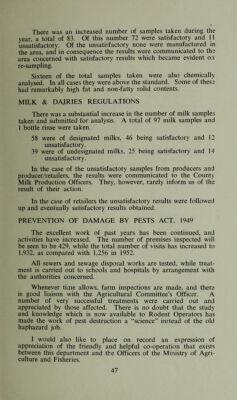 There was an increased number of samples taken during the
year, a total of 83. Of this number 72 were satisfactory and 11
unsatisfactory. Of the unsatisfactory none were manufactured in
the area, and in consequence the results were communicated to the
area concerned with satisfactory results which became evident on
re-sampling.
Sixteen of the total samples taken were also chemically
analysed. In all cases they were above the standard. Some of these
had remarkably high fat and non-fatty solid contents.
MILK & DAIRIES REGULATIONS
There was a substantial increase in the number of milk samples
taken and submitted for analysis. A total of 97 milk samples and
1 bottle rinse were taken.
58 were of designated milks, 46 being satisfactory and 12
unsatisfactory.
39 were of undesignated milks, 25 being satisfactory and 14
unsatisfactory.
In the case of the unsatisfactory samples from producers and
producer/retailers, the results were communicated to the County
Milk Production Officers. They, however, rarely inform us of the
result of their action.
In the case of retailers the unsatisfactory results were followed
up and eventually satisfactory results obtained.
PREVENTION OF DAMAGE BY PESTS ACT, 1949
The excellent work of past years has been continued, and
activities have increased. The number of premises inspected will
be seen to be 429, while the total number of visits has increased to
1,932, as compared with 1,256 in 1952.
All sewers and sewage disposal works are tested, while treat-
ment is carried out to schools and hospitals by arrangement with
the authorities concerned.
Whenever time allows, farm inspections are made, and there
is good liaison with the Agricultural Committee's Officer. A
number of very successful treatments were carried out and
appreciated by those affected. There is no doubt that the study
and knowledge which is now available to Rodent Operators has
made the work of pest destruction a "science" instead of the old
haphazard job.
I would also like to place on record an expression of
appreciation of the friendly and helpful co-operation that exists
between this department and the Officers of the Ministry of Agri-
culture and Fisheries.
47